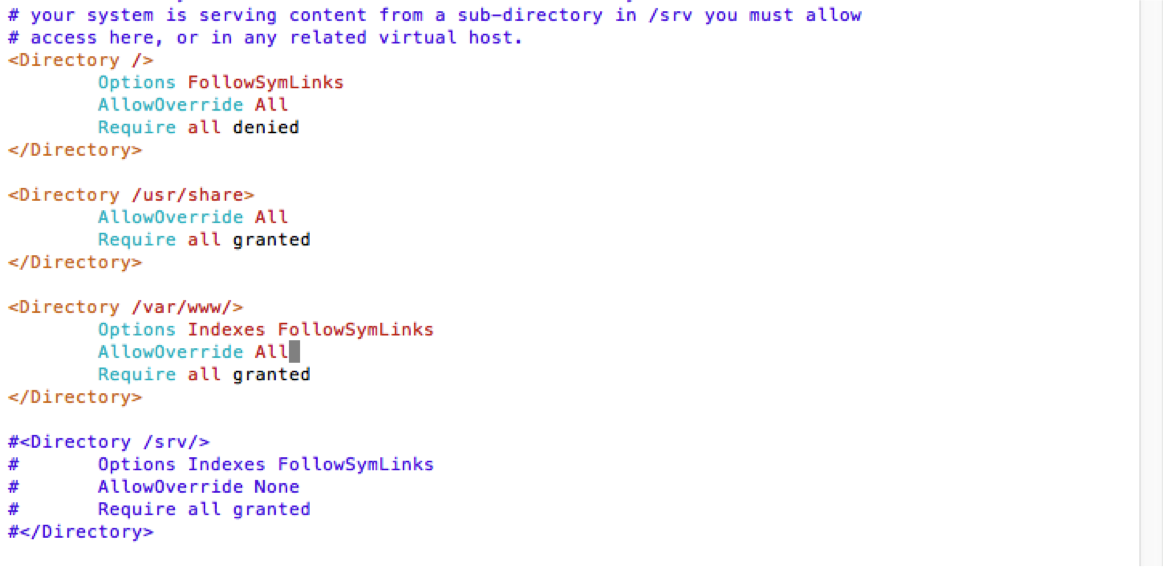 # your system is serving content from a sub-directory in /srv you must allow
# access here, or in any related virtual host.
<Directory />
        Options FollowSymLinks
        AllowOverride All
        Require all denied
</Directory>

<Directory /usr/share>
        AllowOverride All
        Require all granted
</Directory>

<Directory /var/www/>
        Options Indexes FollowSymLinks
        AllowOverride All
        Require all granted
</Directory>

#<Directory /srv/>
#       Options Indexes FollowSymLinks
#       AllowOverride None
#       Require all granted
#</Directory>